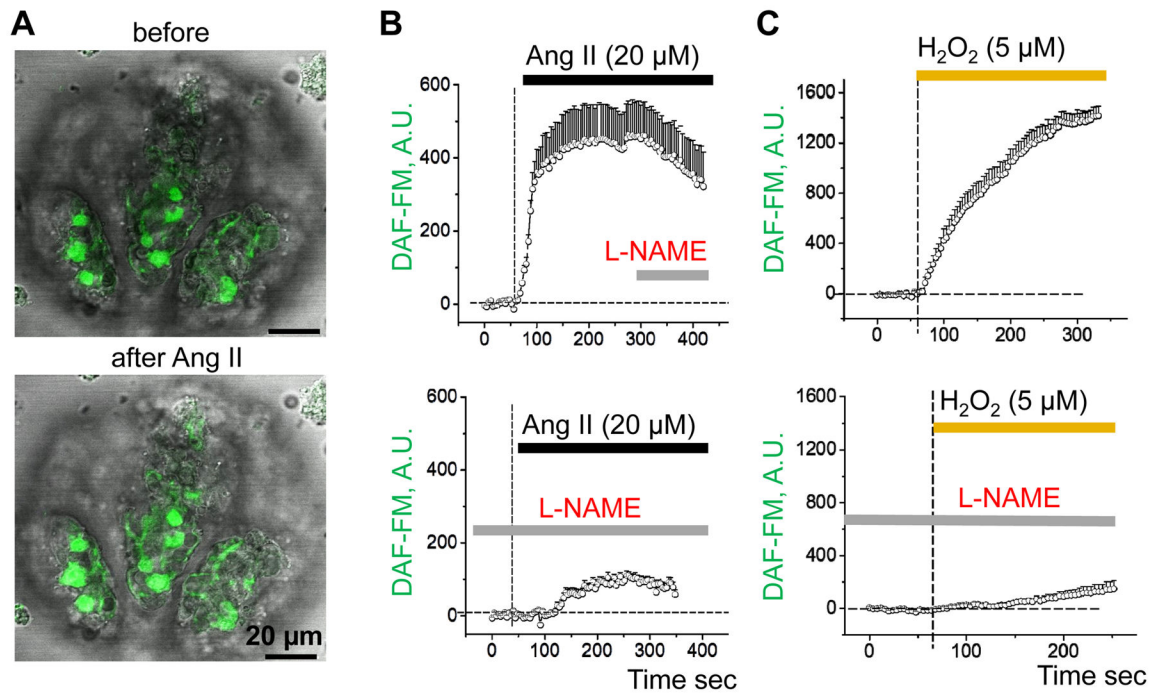 A
before
after Ang II
20 µm
B
Ang II (20 µM)
DAF-FM, A.U.
600
400
200
0
L-NAME
0 100 200 300 400
Ang II (20 µM)
DAF-FM, A.U.
600
400
200
0
L-NAME
0 100 200 300 400
Time sec
C
H₂O₂ (5 µM)
DAF-FM, A.U.
1600
1200
800
400
0
0 100 200 300
H₂O₂ (5 µM)
DAF-FM, A.U.
1600
1200
800
400
0
L-NAME
0 100 200
Time sec